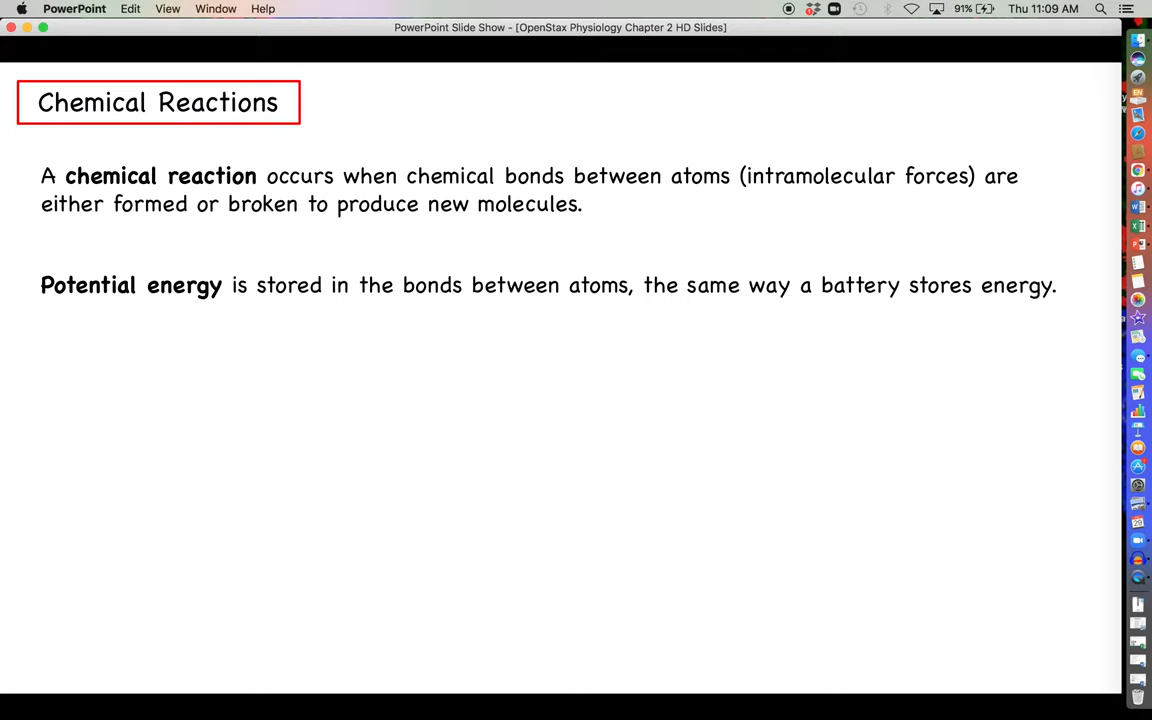 PowerPoint Edit View Window Help 91% Thu 11:09 AM
PowerPoint Slide Show - [OpenStax Physiology Chapter 2 HD Slides]
Chemical Reactions
A chemical reaction occurs when chemical bonds between atoms (intramolecular forces) are
either formed or broken to produce new molecules.
Potential energy is stored in the bonds between atoms, the same way a battery stores energy.